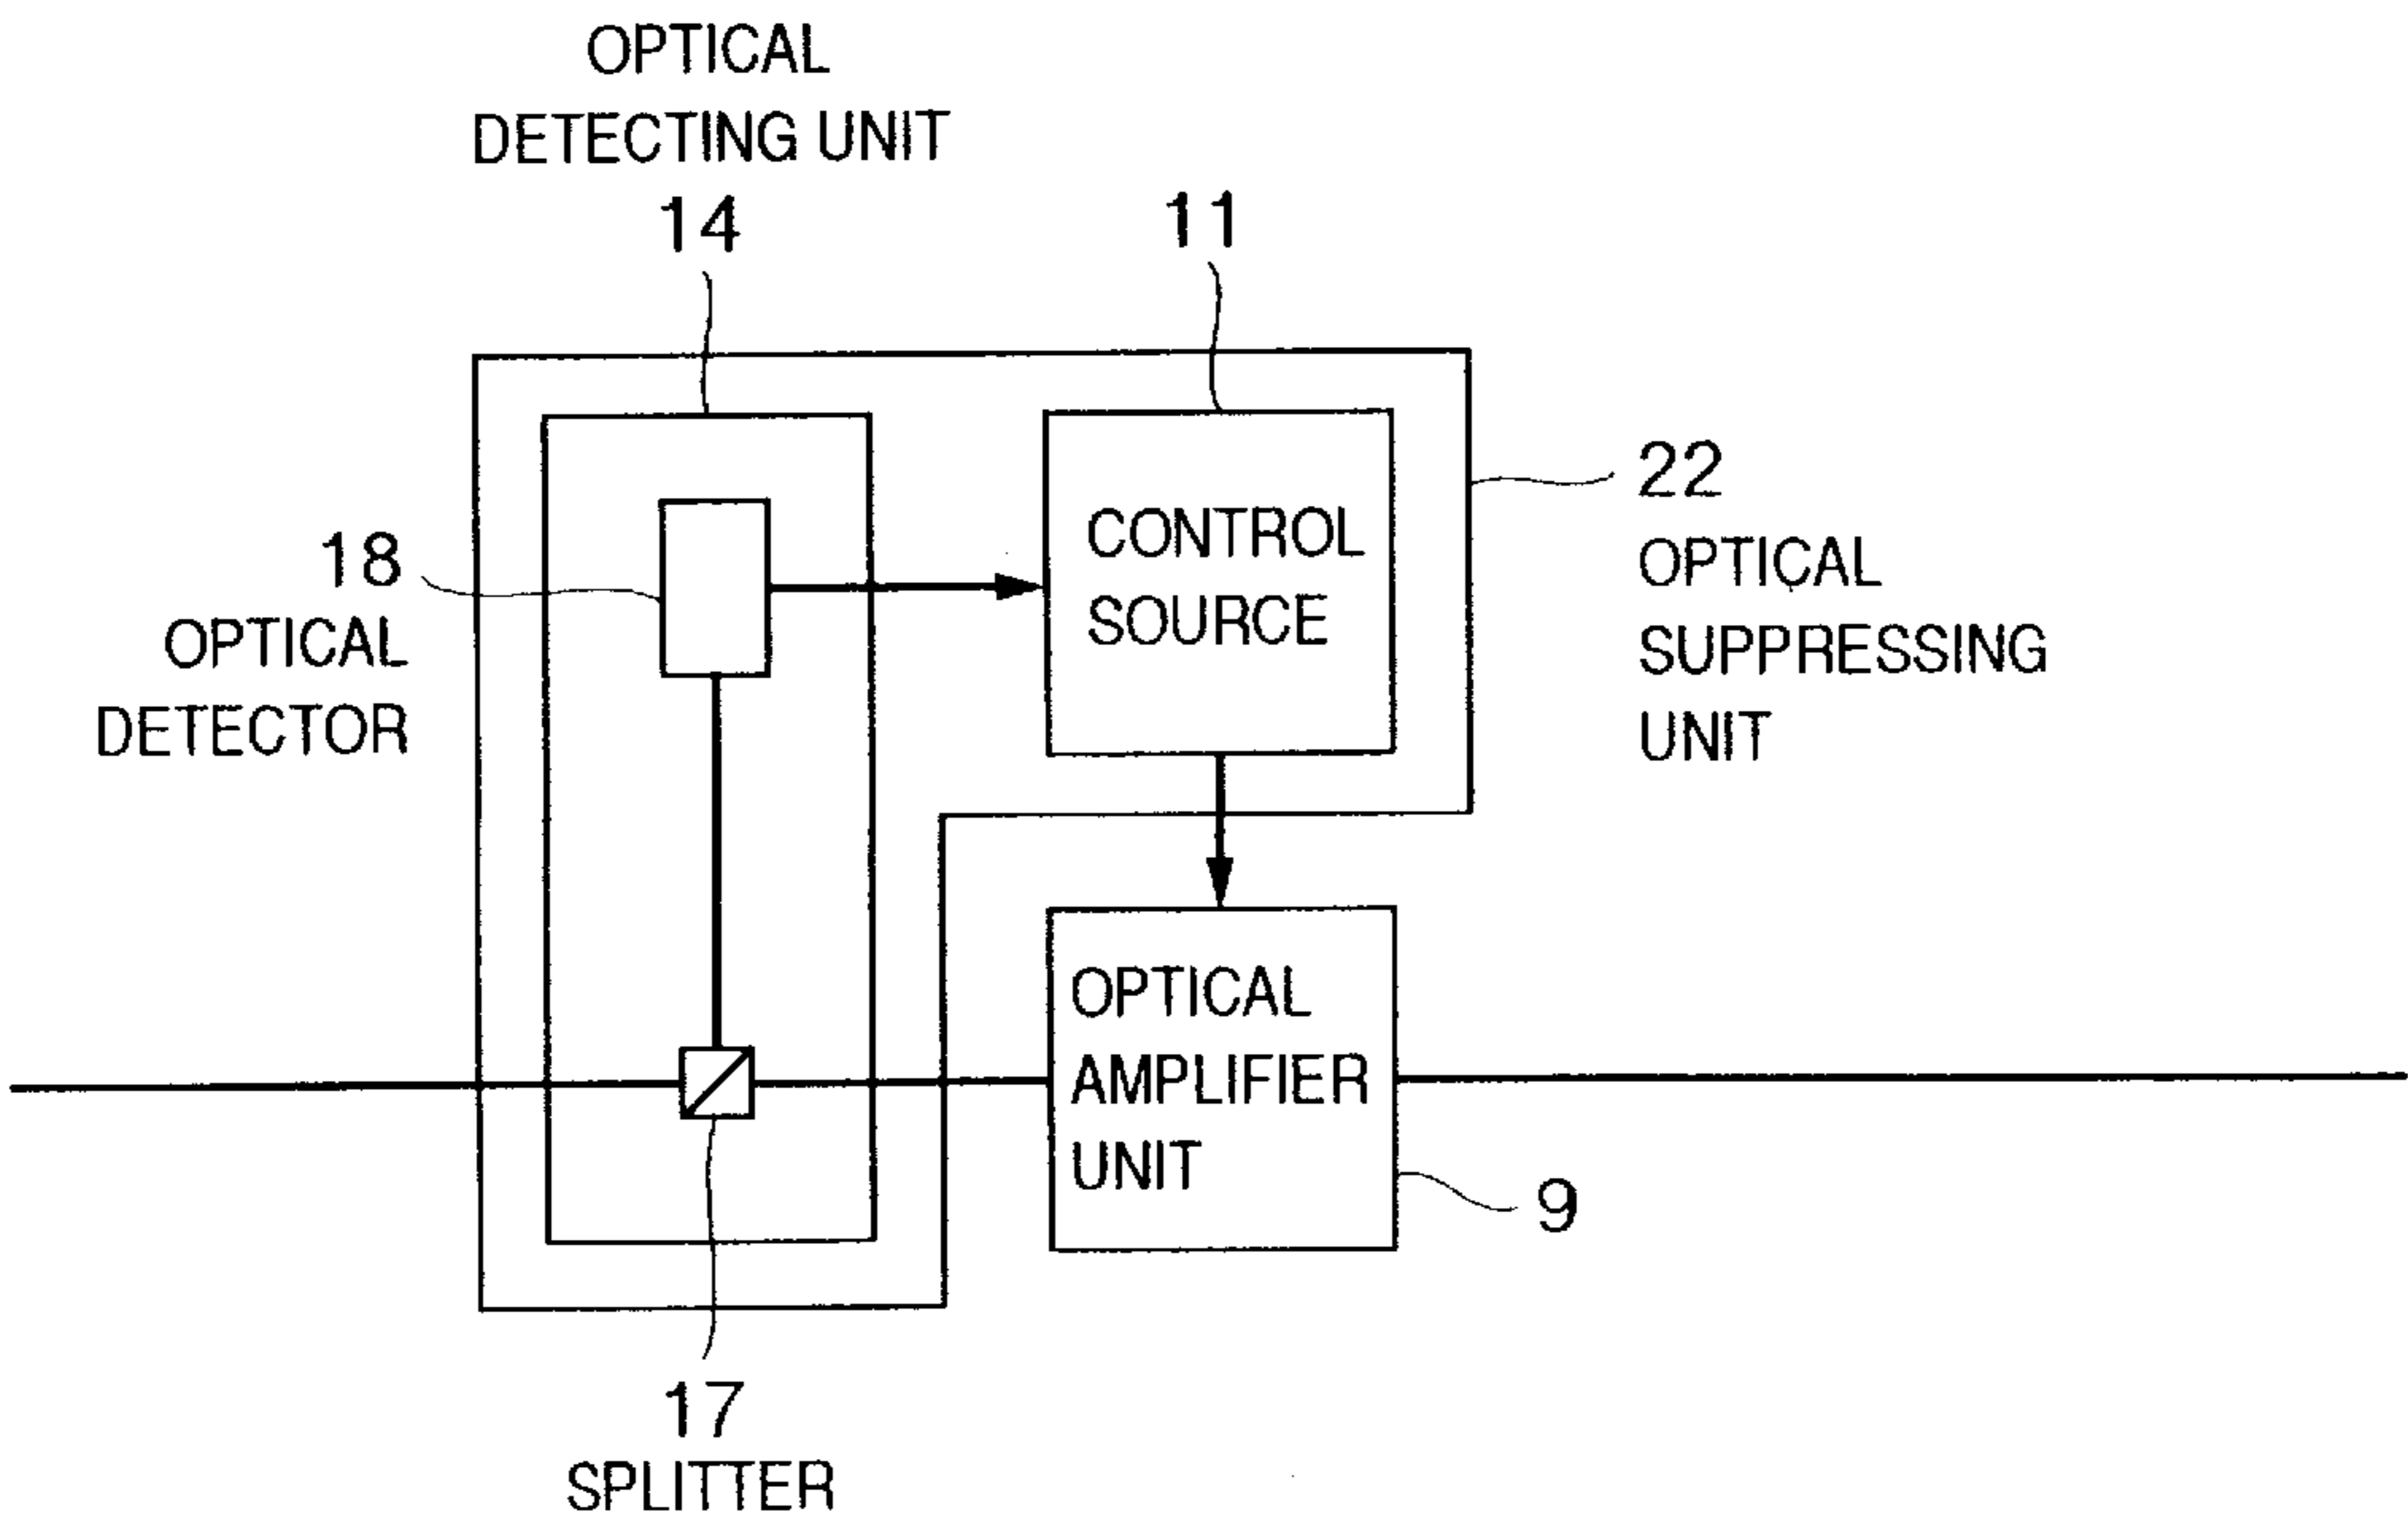 OPTICAL
DETECTING UNIT
14
11
18
OPTICAL
DETECTOR
CONTROL
SOURCE
22
OPTICAL
SUPPRESSING
UNIT
OPTICAL
AMPLIFIER
UNIT
9
17
SPLITTER